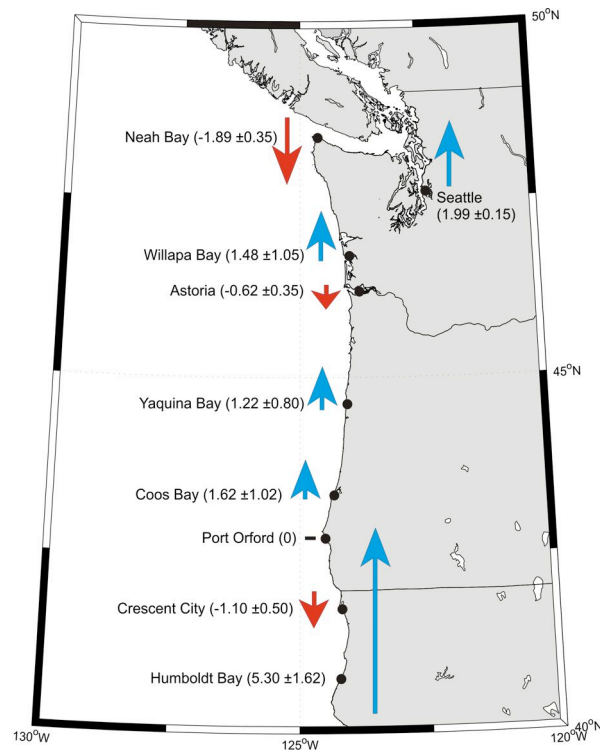 50°N
Neah Bay (-1.89 ±0.35)
Seattle
(1.99 ±0.15)
Willapa Bay (1.48 ±1.05)
Astoria (-0.62 ±0.35)
45°N
Yaquina Bay (1.22 ±0.80)
Coos Bay (1.62 ±1.02)
Port Orford (0)
Crescent City (-1.10 ±0.50)
Humboldt Bay (5.30 ±1.62)
40°N
130°W
125°W
120°W